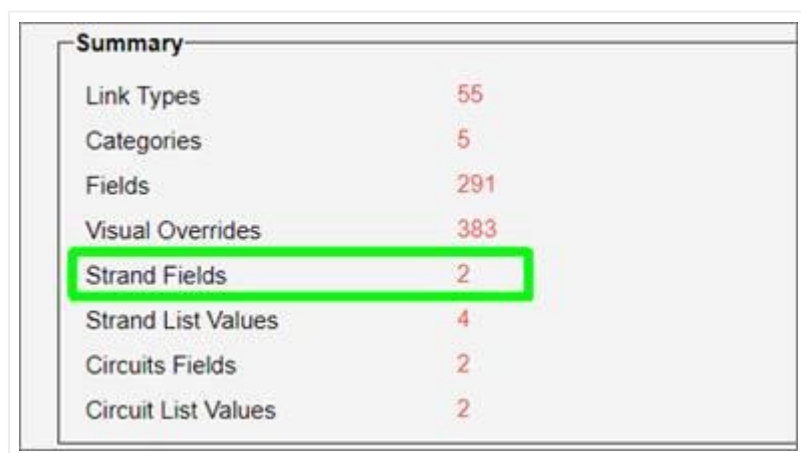 Summary
Link Types 55
Categories 5
Fields 291
Visual Overrides 383
Strand Fields 2
Strand List Values 4
Circuits Fields 2
Circuit List Values 2